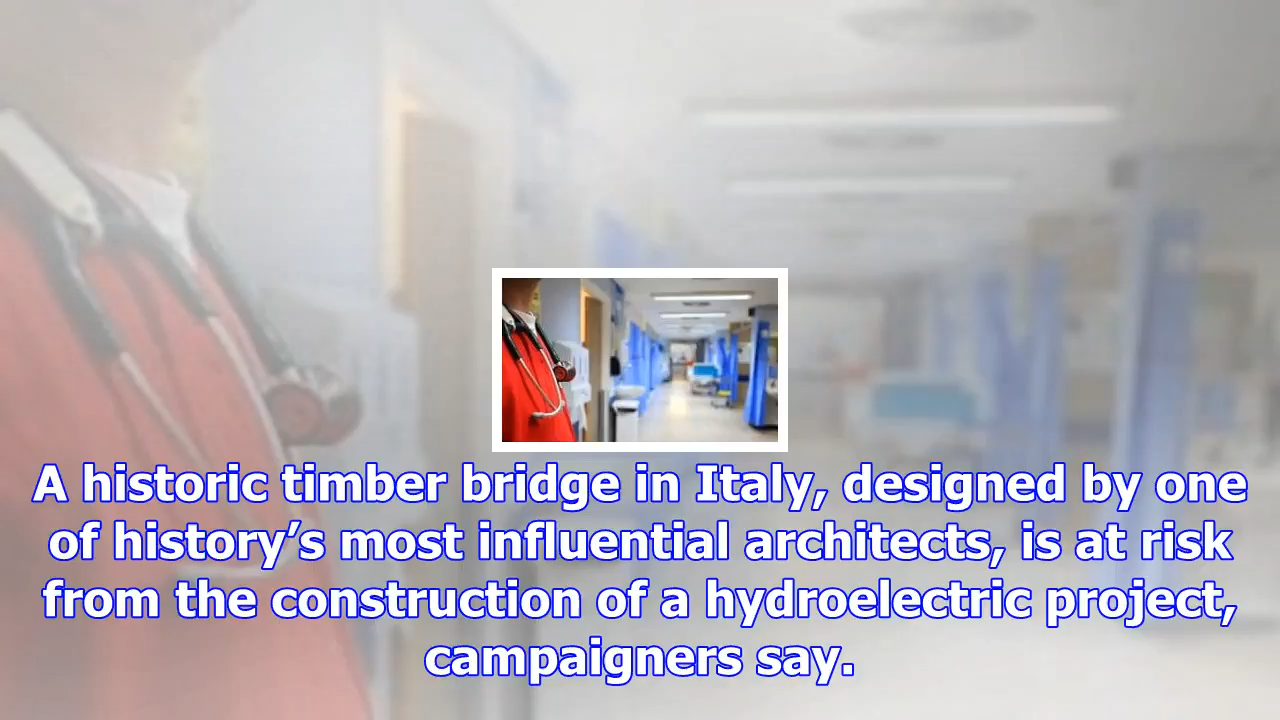 A historic timber bridge in Italy, designed by one
of history’s most influential architects, is at risk
from the construction of a hydroelectric project,
campaigners say.